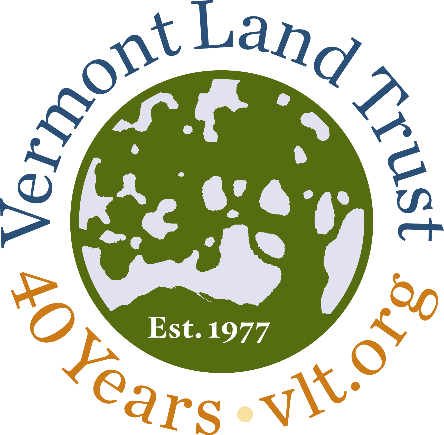 Vermont Land Trust
Est. 1977
40 Years • vlt.org